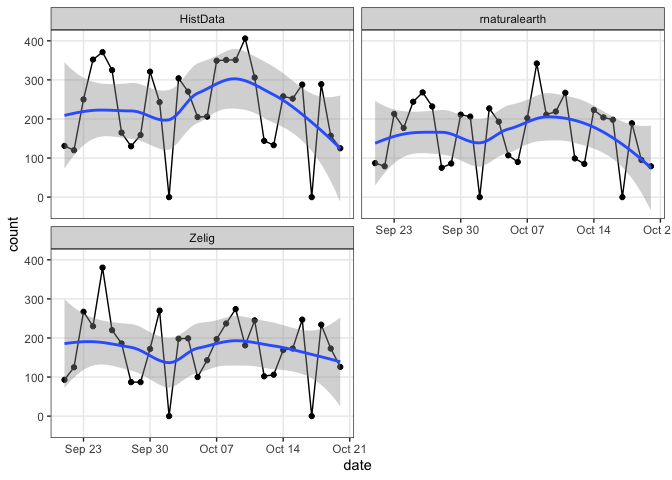 HistData
rnaturalearth
400
300
200
100
0
Sep 23 Sep 30 Oct 07 Oct 14 Oct 2
Zelig
400
300
200
100
0
Sep 23 Sep 30 Oct 07 Oct 14 Oct 21
count
date